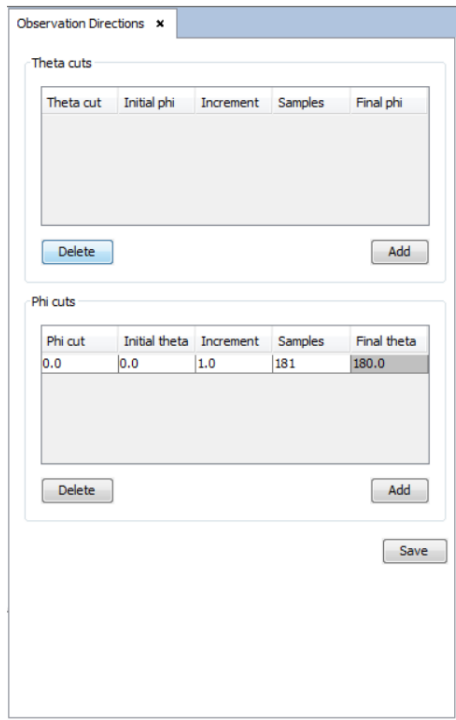 Observation Directions ×
Theta cuts
Theta cut Initial phi Increment Samples Final phi
Delete Add
Phi cuts
Phi cut Initial theta Increment Samples Final theta
0.0 0.0 1.0 181 180.0
Delete Add
Save